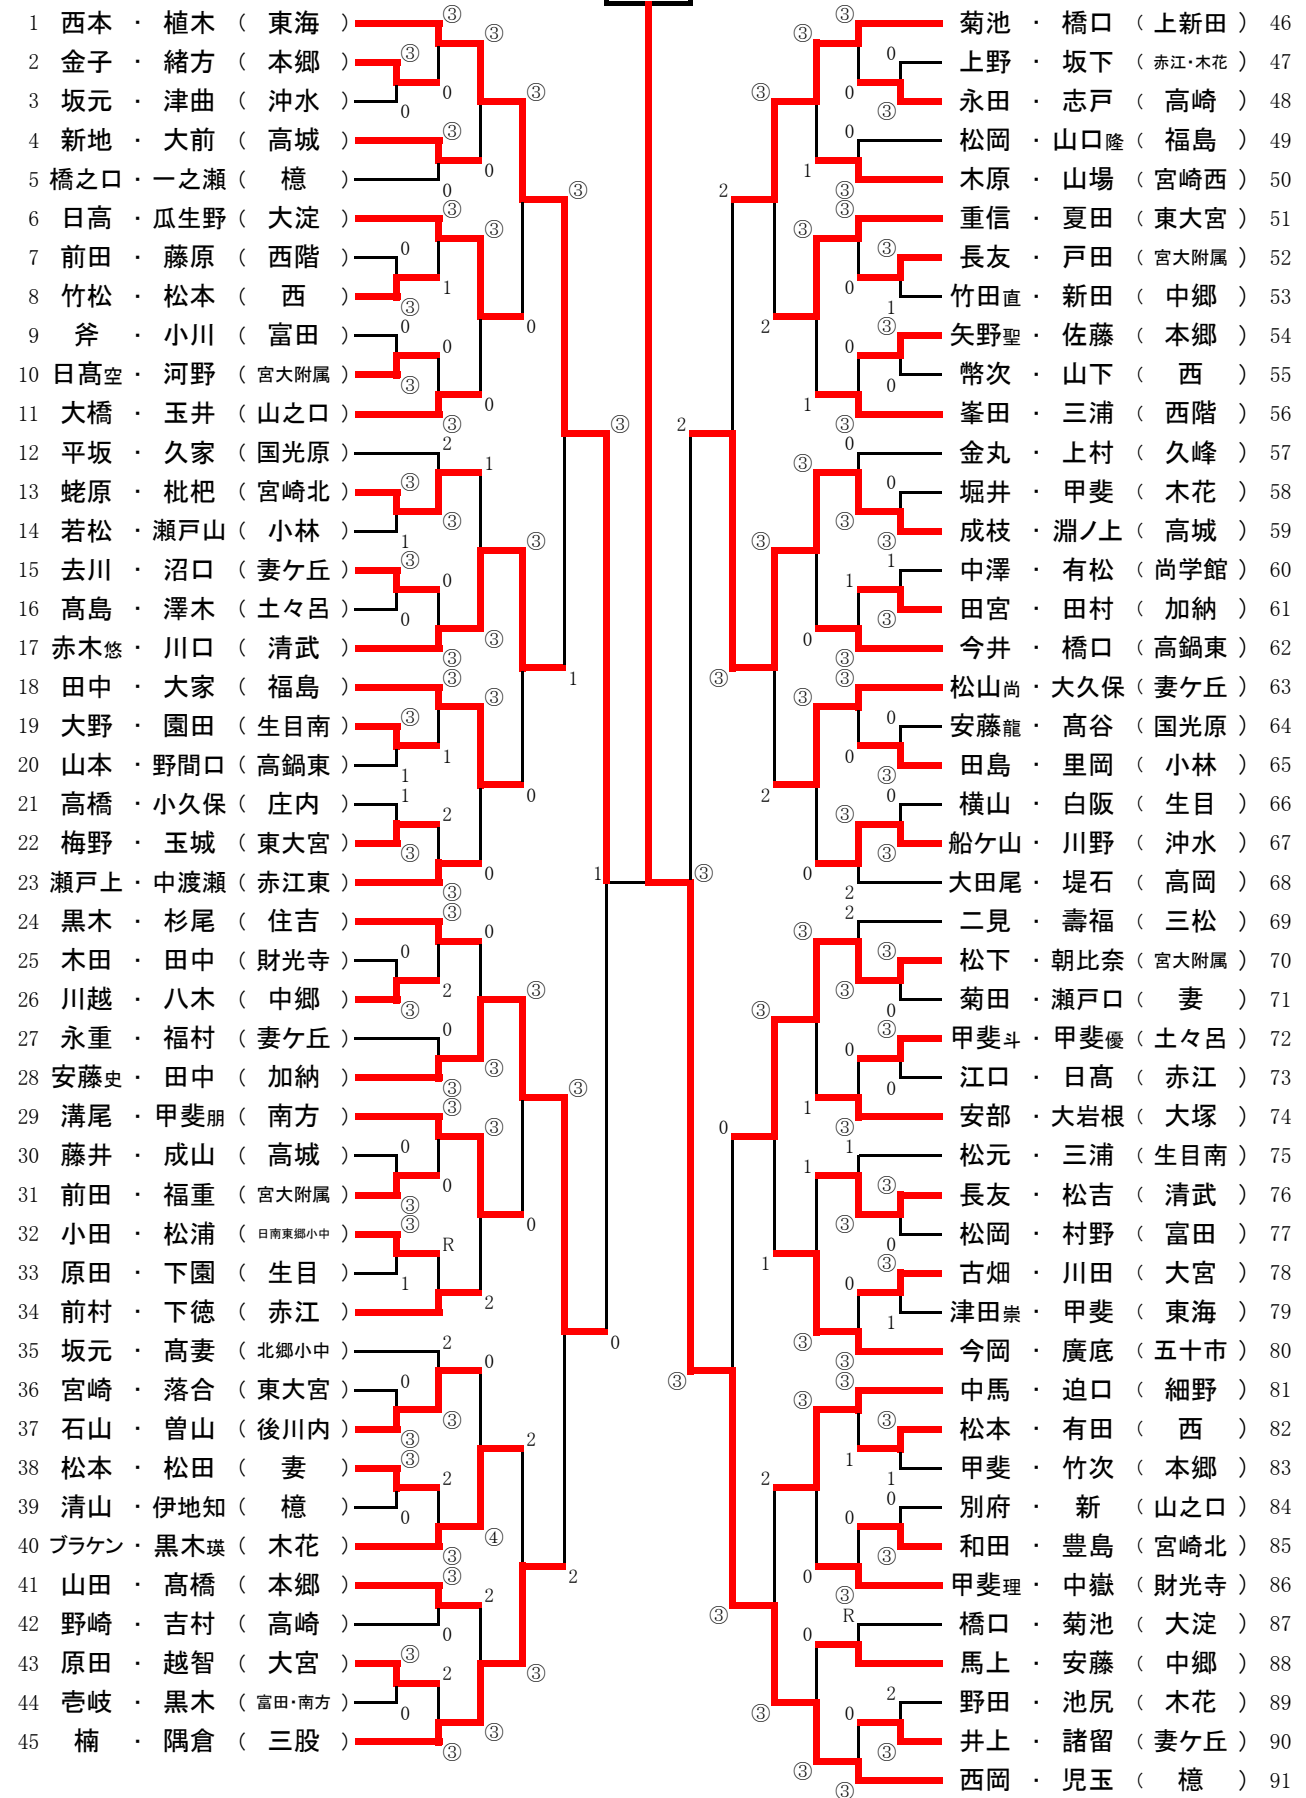 1 西本 ・ 植木 ( 東海 )
2 金子 ・ 緒方 ( 本郷 )
3 坂元 ・ 津曲 ( 沖水 )
4 新地 ・ 大前 ( 高城 )
5 橋之口 ・ 一之瀬 ( 檍 )
6 日高 ・ 瓜生野 ( 大淀 )
7 前田 ・ 藤原 ( 西階 )
8 竹松 ・ 松本 ( 西 )
9 斧 ・ 小川 ( 富田 )
10 日髙空 ・ 河野 ( 宮大附属 )
11 大橋 ・ 玉井 ( 山之口 )
12 平坂 ・ 久家 ( 国光原 )
13 蛯原 ・ 枇杷 ( 宮崎北 )
14 若松 ・ 瀬戸山 ( 小林 )
15 去川 ・ 沼口 ( 妻ケ丘 )
16 髙島 ・ 澤木 ( 土々呂 )
17 赤木悠 ・ 川口 ( 清武 )
18 田中 ・ 大家 ( 福島 )
19 大野 ・ 園田 ( 生目南 )
20 山本 ・ 野間口 ( 高鍋東 )
21 高橋 ・ 小久保 ( 庄内 )
22 梅野 ・ 玉城 ( 東大宮 )
23 瀬戸上 ・ 中渡瀬 ( 赤江東 )
24 黒木 ・ 杉尾 ( 住吉 )
25 木田 ・ 田中 ( 財光寺 )
26 川越 ・ 八木 ( 中郷 )
27 永重 ・ 福村 ( 妻ケ丘 )
28 安藤史 ・ 田中 ( 加納 )
29 溝尾 ・ 甲斐朋 ( 南方 )
30 藤井 ・ 成山 ( 高城 )
31 前田 ・ 福重 ( 宮大附属 )
32 小田 ・ 松浦 ( 日南東郷小中 )
33 原田 ・ 下園 ( 生目 )
34 前村 ・ 下徳 ( 赤江 )
35 坂元 ・ 髙妻 ( 北郷小中 )
36 宮崎 ・ 落合 ( 東大宮 )
37 石山 ・ 曽山 ( 後川内 )
38 松本 ・ 松田 ( 妻 )
39 清山 ・ 伊地知 ( 檍 )
40 ブラケン ・ 黒木瑛 ( 木花 )
41 山田 ・ 髙橋 ( 本郷 )
42 野崎 ・ 吉村 ( 高崎 )
43 原田 ・ 越智 ( 大宮 )
44 壱岐 ・ 黒木 ( 富田・南方 )
45 楠 ・ 隅倉 ( 三股 )
菊池 ・ 橋口 ( 上新田 ) 46
上野 ・ 坂下 ( 赤江・木花 ) 47
永田 ・ 志戸 ( 高崎 ) 48
松岡 ・ 山口隆 ( 福島 ) 49
木原 ・ 山場 ( 宮崎西 ) 50
重信 ・ 夏田 ( 東大宮 ) 51
長友 ・ 戸田 ( 宮大附属 ) 52
竹田直 ・ 新田 ( 中郷 ) 53
矢野聖 ・ 佐藤 ( 本郷 ) 54
幣次 ・ 山下 ( 西 ) 55
峯田 ・ 三浦 ( 西階 ) 56
金丸 ・ 上村 ( 久峰 ) 57
堀井 ・ 甲斐 ( 木花 ) 58
成枝 ・ 淵ノ上 ( 高城 ) 59
中澤 ・ 有松 ( 尚学館 ) 60
田宮 ・ 田村 ( 加納 ) 61
今井 ・ 橋口 ( 高鍋東 ) 62
松山尚 ・ 大久保 ( 妻ケ丘 ) 63
安藤龍 ・ 髙谷 ( 国光原 ) 64
田島 ・ 里岡 ( 小林 ) 65
横山 ・ 白阪 ( 生目 ) 66
船ケ山 ・ 川野 ( 沖水 ) 67
大田尾 ・ 堤石 ( 高岡 ) 68
二見 ・ 壽福 ( 三松 ) 69
松下 ・ 朝比奈 ( 宮大附属 ) 70
菊田 ・ 瀬戸口 ( 妻 ) 71
甲斐斗 ・ 甲斐優 ( 土々呂 ) 72
江口 ・ 日髙 ( 赤江 ) 73
安部 ・ 大岩根 ( 大塚 ) 74
松元 ・ 三浦 ( 生目南 ) 75
長友 ・ 松吉 ( 清武 ) 76
松岡 ・ 村野 ( 富田 ) 77
古畑 ・ 川田 ( 大宮 ) 78
津田崇 ・ 甲斐 ( 東海 ) 79
今岡 ・ 廣底 ( 五十市 ) 80
中馬 ・ 迫口 ( 細野 ) 81
松本 ・ 有田 ( 西 ) 82
甲斐 ・ 竹次 ( 本郷 ) 83
別府 ・ 新 ( 山之口 ) 84
和田 ・ 豊島 ( 宮崎北 ) 85
甲斐理 ・ 中嶽 ( 財光寺 ) 86
橋口 ・ 菊池 ( 大淀 ) 87
馬上 ・ 安藤 ( 中郷 ) 88
野田 ・ 池尻 ( 木花 ) 89
井上 ・ 諸留 ( 妻ケ丘 ) 90
西岡 ・ 児玉 ( 檍 ) 91